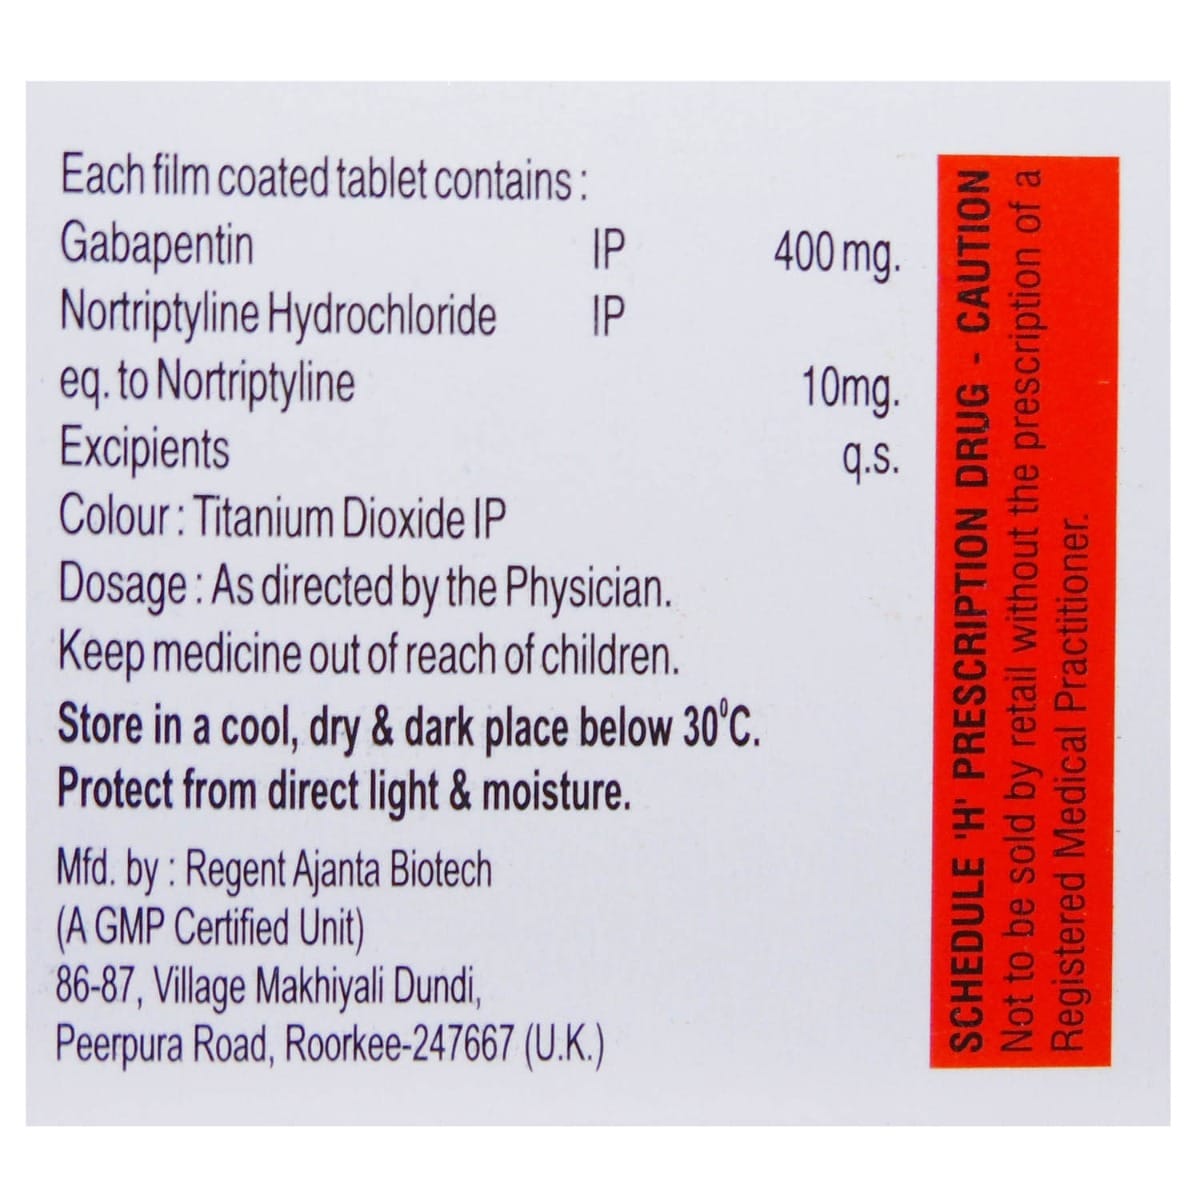 Each film coated tablet contains :
Gabapentin IP 400 mg.
Nortriptyline Hydrochloride IP
eq. to Nortriptyline 10mg.
Excipients q.s.
Colour : Titanium Dioxide IP
Dosage : As directed by the Physician.
Keep medicine out of reach of children.
Store in a cool, dry & dark place below 30°C.
Protect from direct light & moisture.
Mfd. by : Regent Ajanta Biotech
(A GMP Certified Unit)
86-87, Village Makhiyali Dundi,
Peerpura Road, Roorkee-247667 (U.K.)
SCHEDULE 'H' PRESCRIPTION DRUG - CAUTION
Not to be sold by retail without the prescription of a
Registered Medical Practitioner.